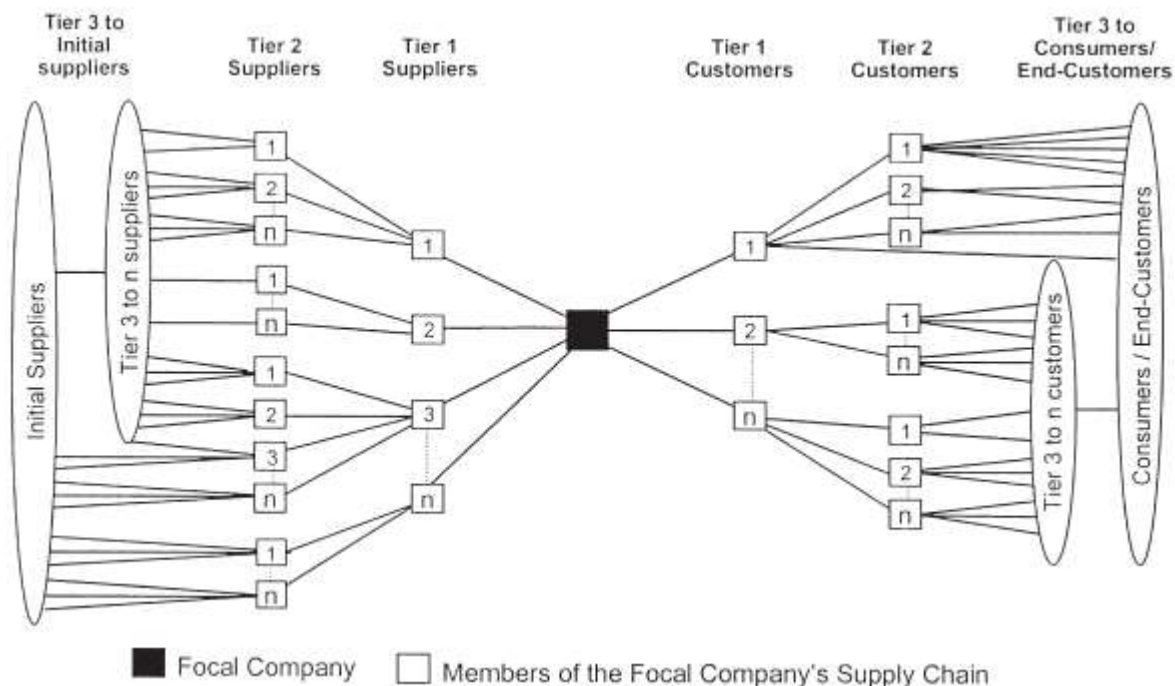 Tier 3 to
Initial
suppliers
Tier 2
Suppliers
Tier 1
Suppliers
Tier 1
Customers
Tier 2
Customers
Tier 3 to
Consumers/
End-Customers
Initial Suppliers
Tier 3 to n suppliers
1
2
n
1
n
1
2
3
n
1
n
1
2
3
n
1
2
n
1
2
n
1
n
1
2
n
Tier 3 to n customers
Consumers / End-Customers
Focal Company
Members of the Focal Company's Supply Chain